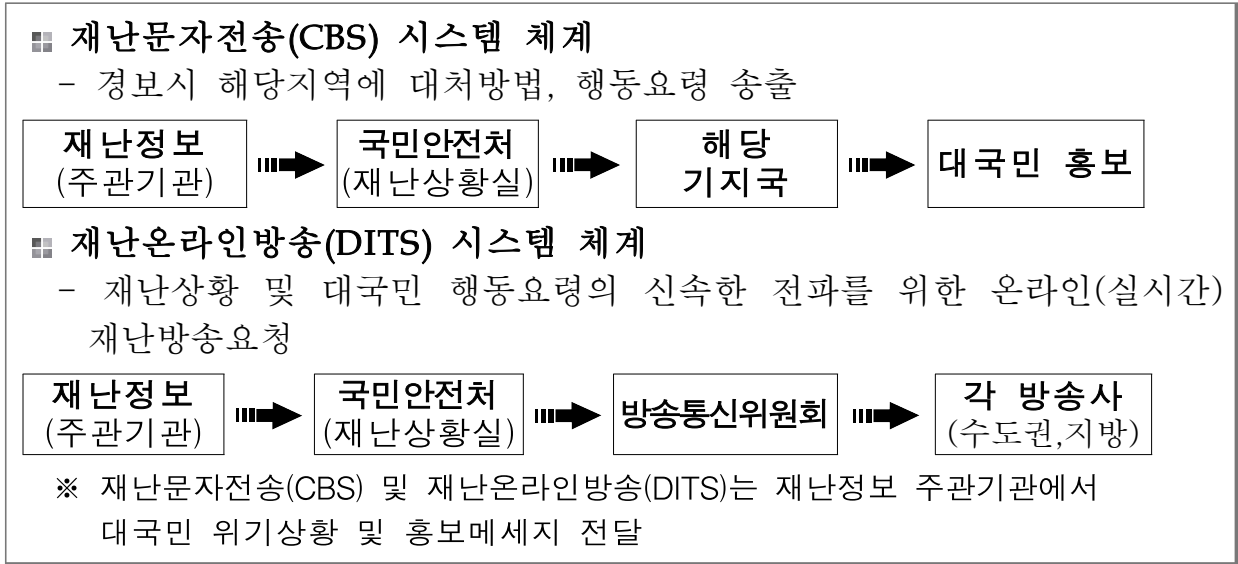 재난문자전송(CBS) 시스템 체계
- 경보시 해당지역에 대처방법, 행동요령 송출
재난정보
(주관기관)
국민안전처
(재난상황실)
해당
기지국
대국민 홍보
재난온라인방송(DITS) 시스템 체계
- 재난상황 및 대국민 행동요령의 신속한 전파를 위한 온라인(실시간)
재난방송요청
재난정보
(주관기관)
국민안전처
(재난상황실)
방송통신위원회
각 방송사
(수도권,지방)
※ 재난문자전송(CBS) 및 재난온라인방송(DITS)는 재난정보 주관기관에서
대국민 위기상황 및 홍보메세지 전달